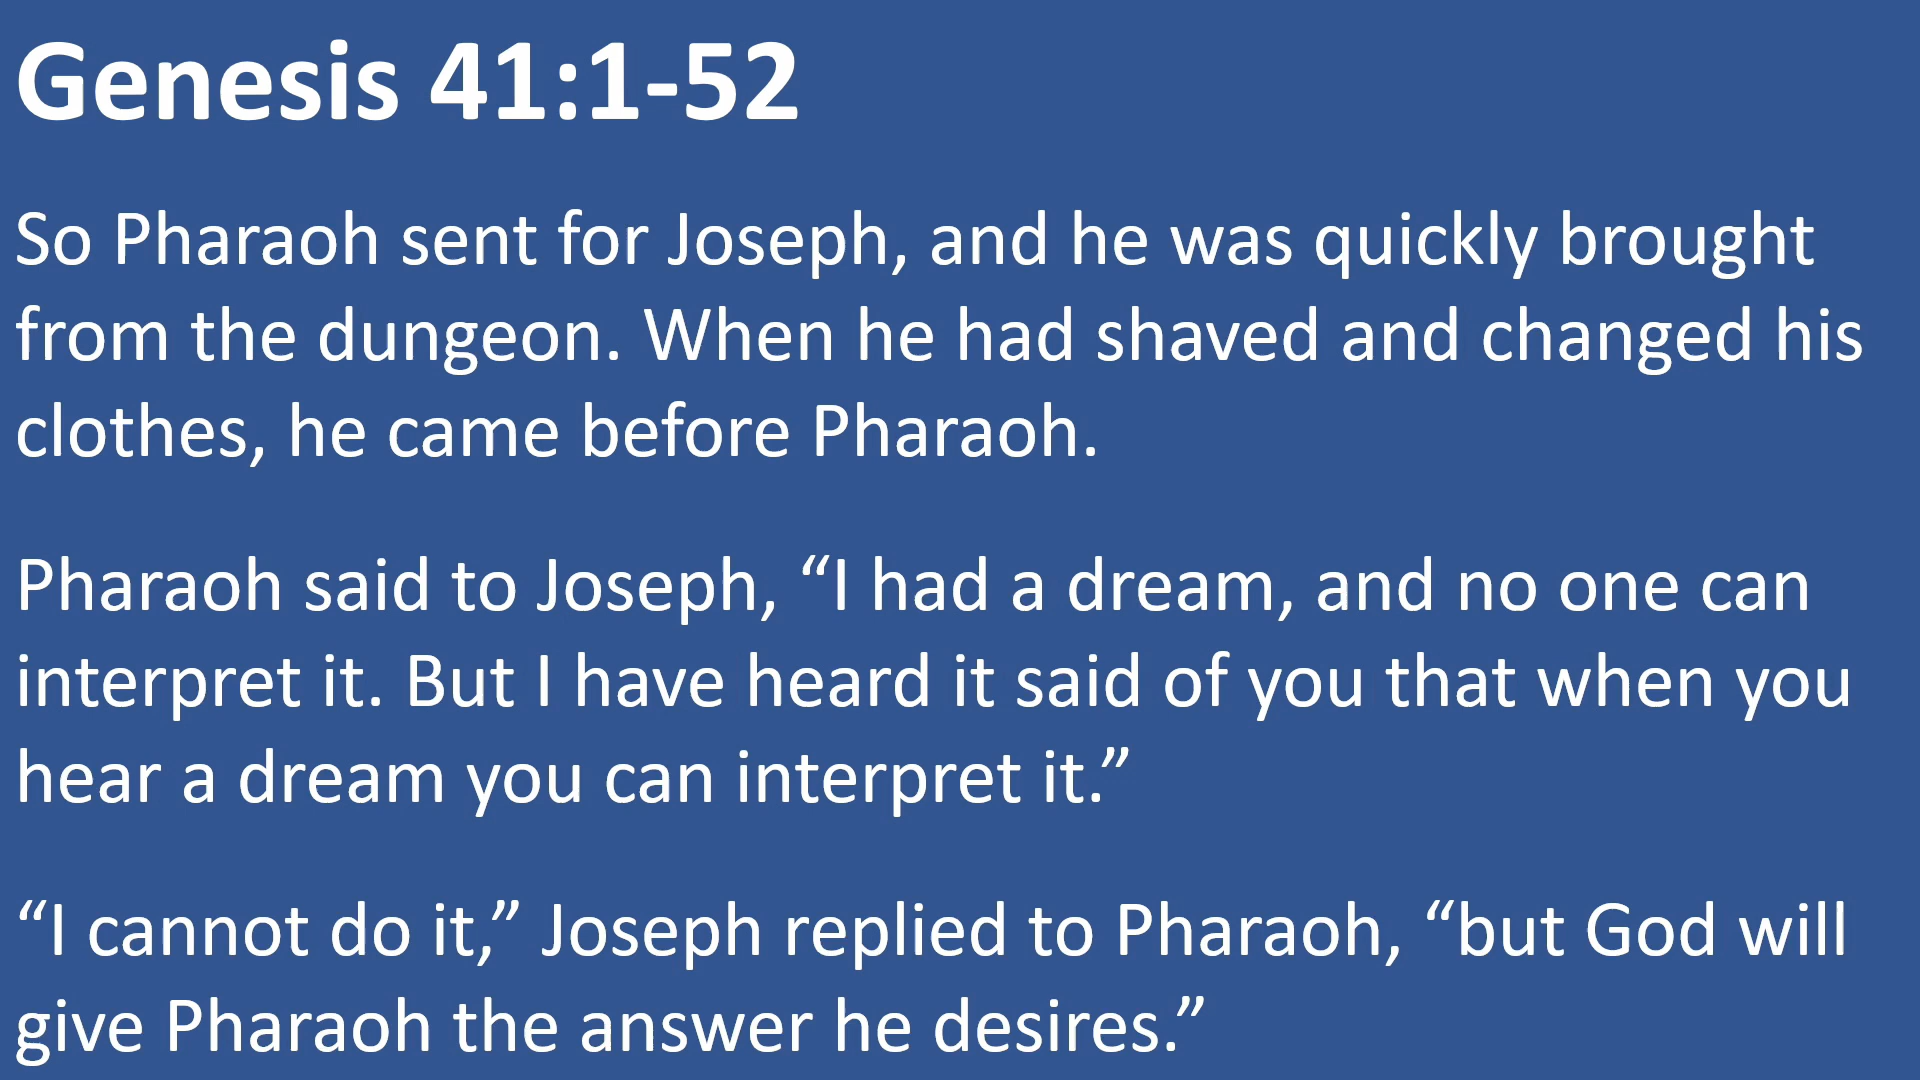 Genesis 41:1-52
So Pharaoh sent for Joseph, and he was quickly brought
from the dungeon. When he had shaved and changed his
clothes, he came before Pharaoh.
Pharaoh said to Joseph, “I had a dream, and no one can
interpret it. But I have heard it said of you that when you
hear a dream you can interpret it.”
“I cannot do it,” Joseph replied to Pharaoh, “but God will
give Pharaoh the answer he desires.”